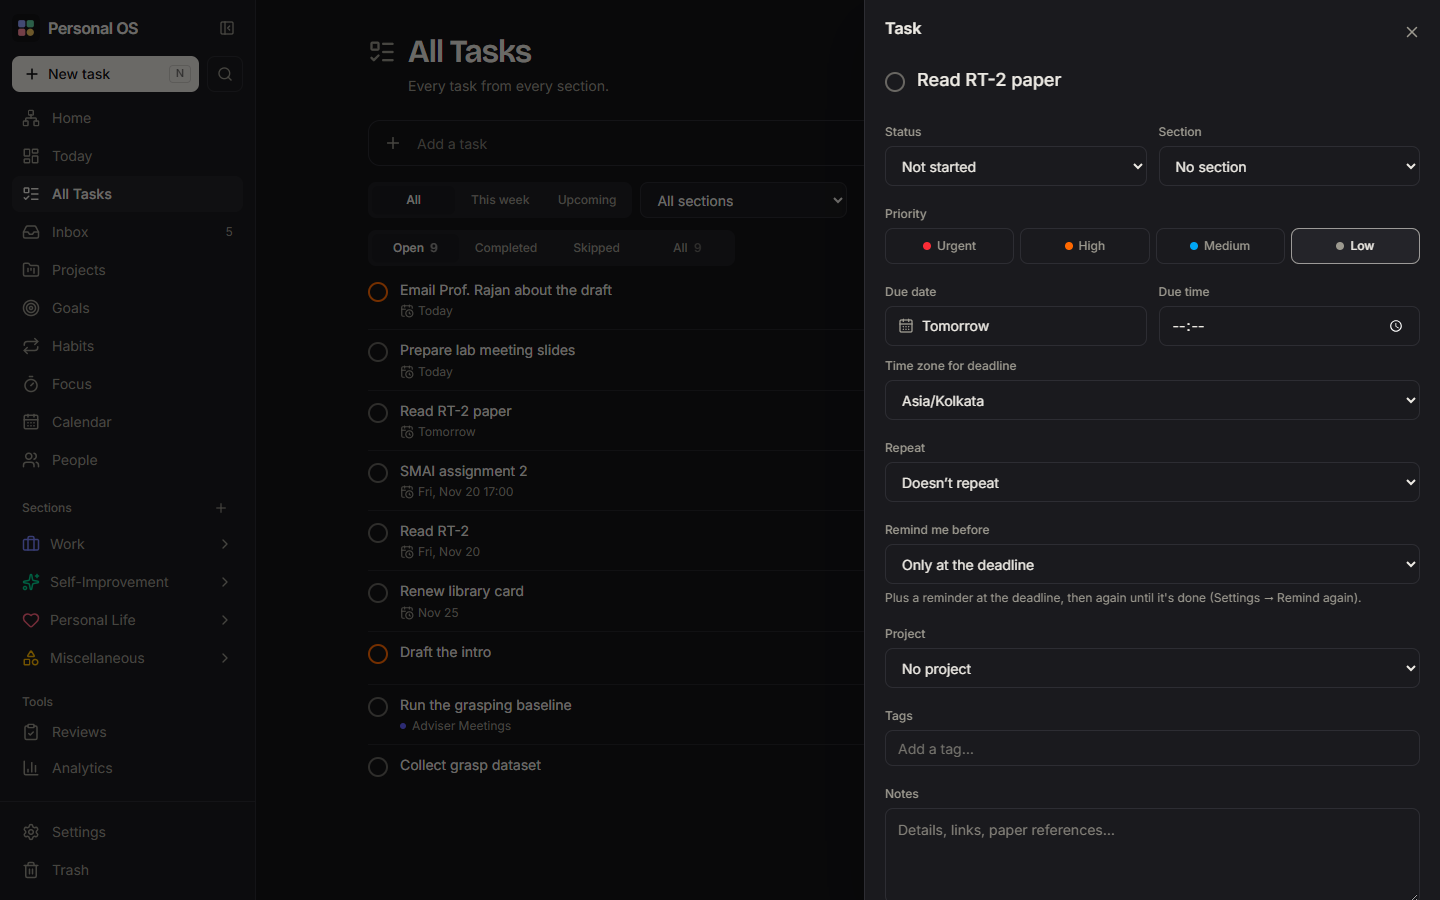 Personal OS
New task N
Home
Today
All Tasks
Inbox 5
Projects
Goals
Habits
Focus
Calendar
People
Sections
Work
Self-Improvement
Personal Life
Miscellaneous
Tools
Reviews
Analytics
Settings
Trash
All Tasks
Every task from every section.
Add a task
All This week Upcoming All sections
Open 9 Completed Skipped All 9
Email Prof. Rajan about the draft
Today
Prepare lab meeting slides
Today
Read RT-2 paper
Tomorrow
SMAI assignment 2
Fri, Nov 20 17:00
Read RT-2
Fri, Nov 20
Renew library card
Nov 25
Draft the intro
Run the grasping baseline
Adviser Meetings
Collect grasp dataset
Task
Read RT-2 paper
Status Section
Not started No section
Priority
Urgent High Medium Low
Due date Due time
Tomorrow --:--
Time zone for deadline
Asia/Kolkata
Repeat
Doesn’t repeat
Remind me before
Only at the deadline
Plus a reminder at the deadline, then again until it's done (Settings → Remind again).
Project
No project
Tags
Add a tag...
Notes
Details, links, paper references...